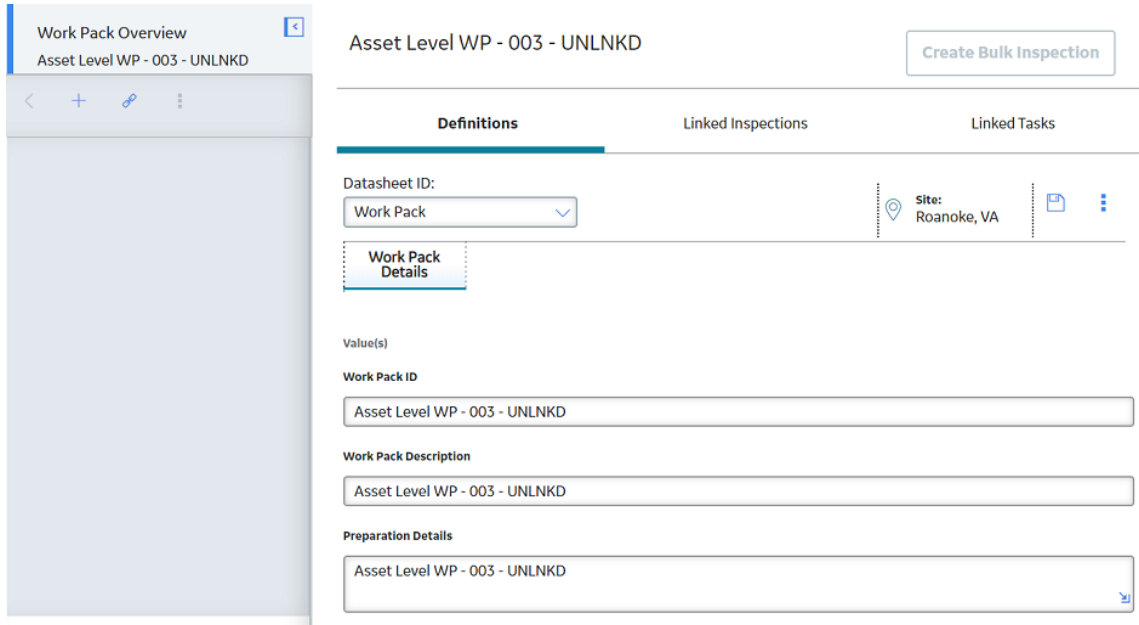 Work Pack Overview
Asset Level WP - 003 - UNLNKD
Asset Level WP - 003 - UNLNKD
Create Bulk Inspection
Definitions
Linked Inspections
Linked Tasks
Datasheet ID:
Work Pack
Site:
Roanoke, VA
Work Pack
Details
Value(s)
Work Pack ID
Asset Level WP - 003 - UNLNKD
Work Pack Description
Asset Level WP - 003 - UNLNKD
Preparation Details
Asset Level WP - 003 - UNLNKD